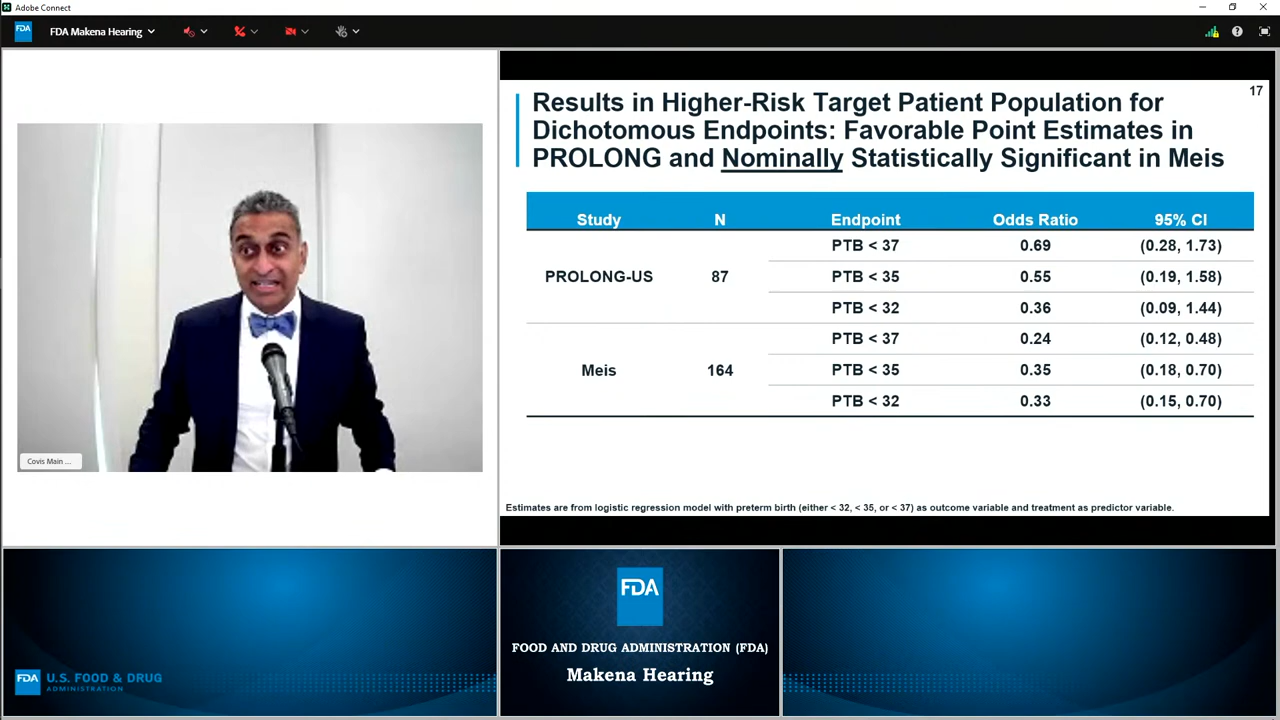 Adobe Connect
FDA
FDA Makena Hearing
17
Results in Higher-Risk Target Patient Population for
Dichotomous Endpoints: Favorable Point Estimates in
PROLONG and Nominally Statistically Significant in Meis
Study N Endpoint Odds Ratio 95% CI
PTB < 37 0.69 (0.28, 1.73)
PROLONG-US 87 PTB < 35 0.55 (0.19, 1.58)
PTB < 32 0.36 (0.09, 1.44)
PTB < 37 0.24 (0.12, 0.48)
Meis 164 PTB < 35 0.35 (0.18, 0.70)
PTB < 32 0.33 (0.15, 0.70)
Estimates are from logistic regression model with preterm birth (either < 32, < 35, or < 37) as outcome variable and treatment as predictor variable.
Covis Main ...
FDA
FOOD AND DRUG ADMINISTRATION (FDA)
Makena Hearing
FDA U.S. FOOD & DRUG
ADMINISTRATION